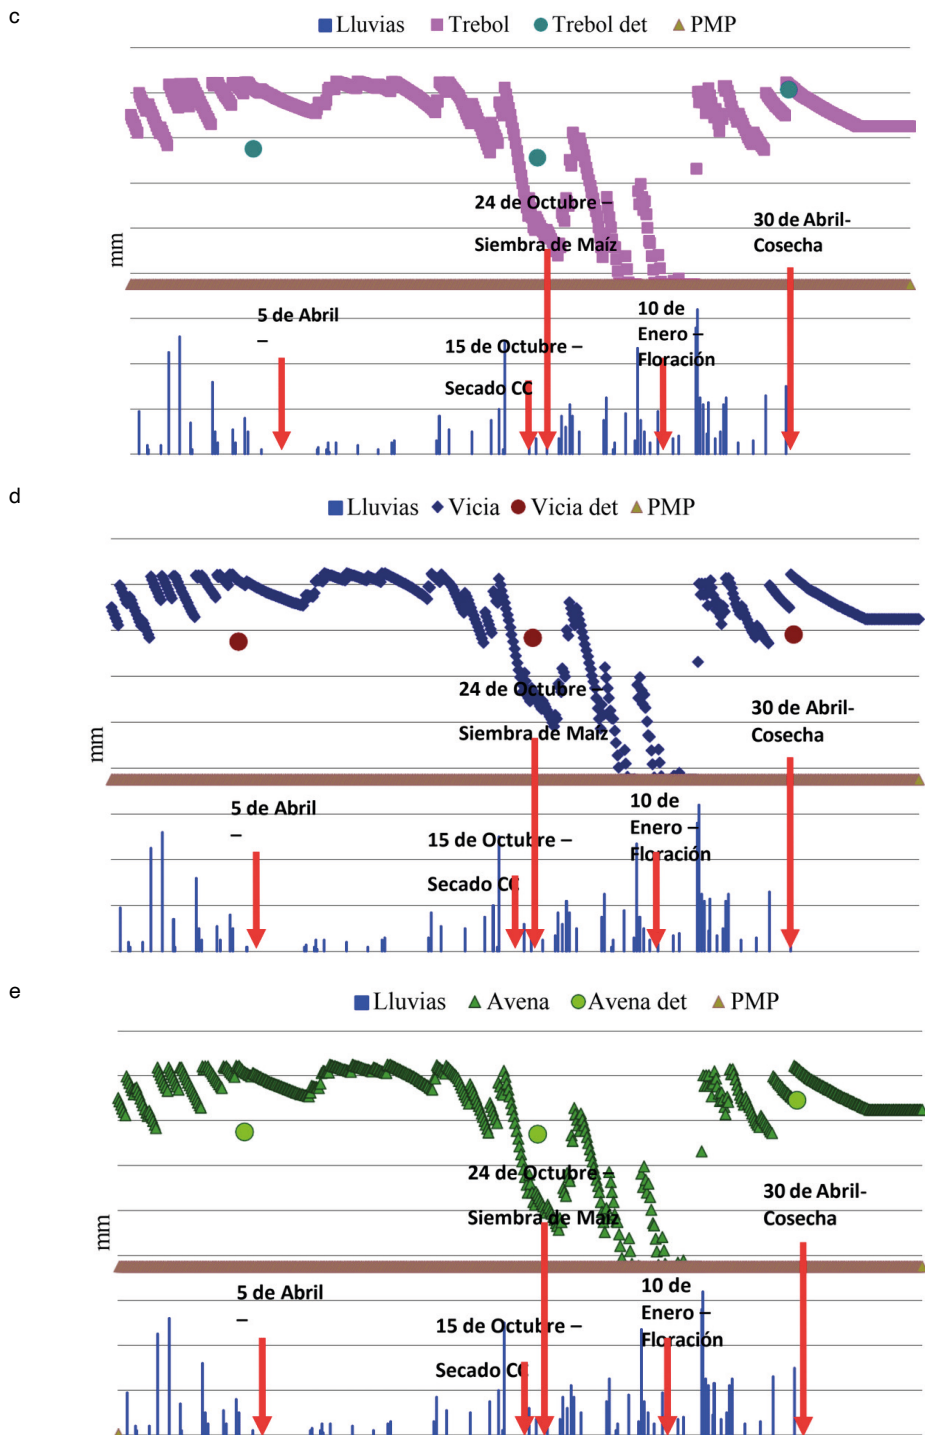 c
Lluvias Trebol Trebol det PMP
24 de Octubre –
Siembra de Maíz
30 de Abril-
Cosecha
mm
5 de Abril
–
10 de
Enero –
Floración
15 de Octubre –
Secado CC
d
Lluvias Vicia Vicia det PMP
24 de Octubre –
Siembra de Maíz
30 de Abril-
Cosecha
mm
5 de Abril
–
10 de
Enero –
Floración
15 de Octubre –
Secado CC
e
Lluvias Avena Avena det PMP
24 de Octubre –
Siembra de Maíz
30 de Abril-
Cosecha
mm
5 de Abril
–
10 de
Enero –
Floración
15 de Octubre –
Secado CC